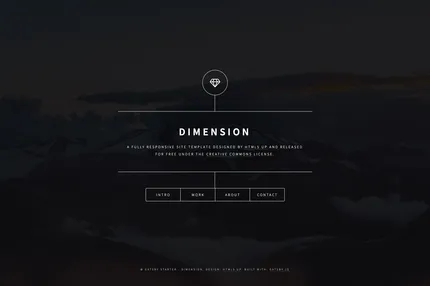 DIMENSION
A FULLY RESPONSIVE SITE TEMPLATE DESIGNED BY HTML5 UP AND RELEASED
FOR FREE UNDER THE CREATIVE COMMONS LICENSE.
INTRO
WORK
ABOUT
CONTACT
© GATSBY STARTER - DIMENSION. DESIGN: HTML5 UP. BUILT WITH: GATSBY.JS